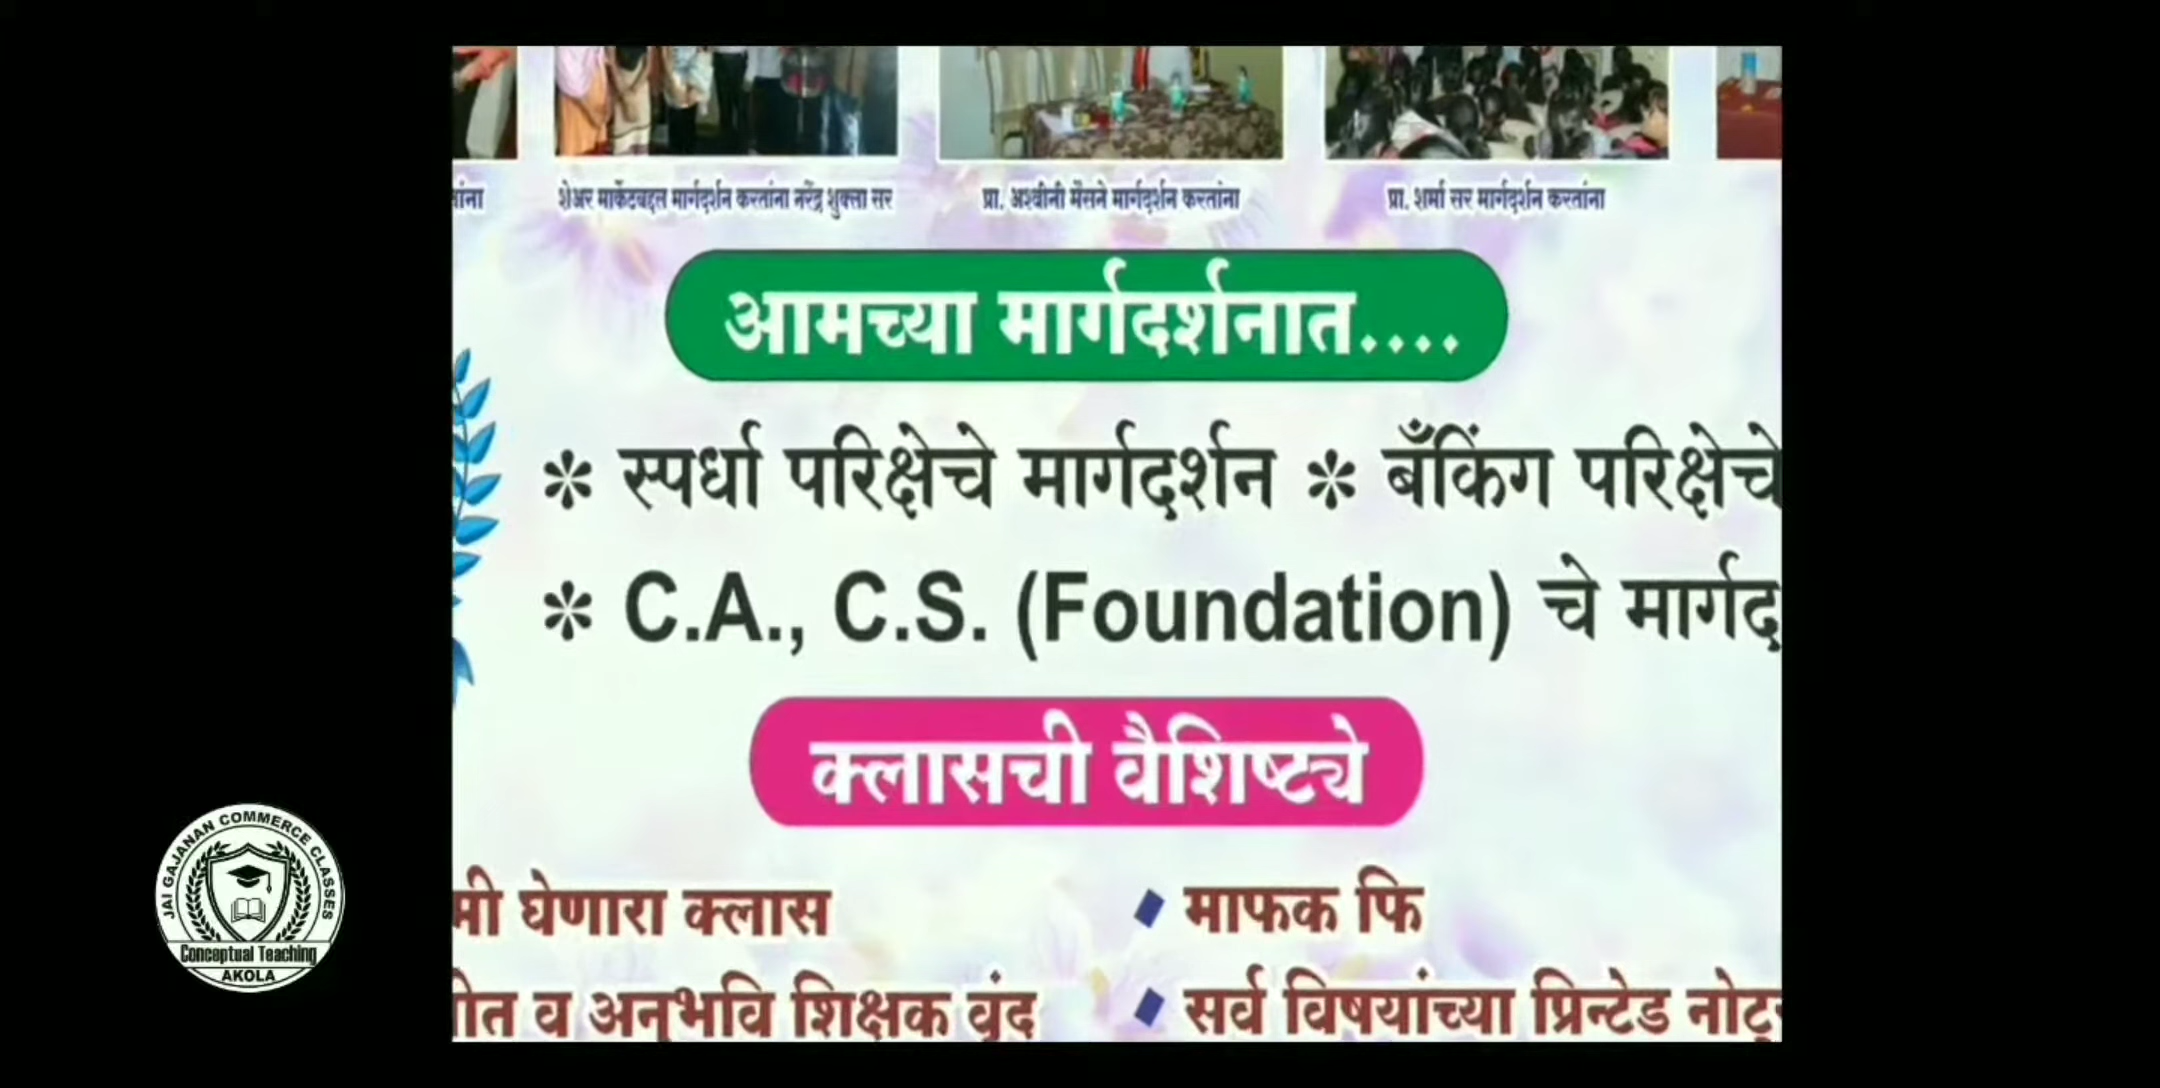 शेअर मार्केटबद्दल मार्गदर्शन करतांना नरेंद्र शुक्ला सर
प्रा. अश्वीनी मेसने मार्गदर्शन करतांना
प्रा. शर्मा सर मार्गदर्शन करतांना
आमच्या मार्गदर्शनात....
* स्पर्धा परिक्षेचे मार्गदर्शन * बँकिंग परिक्षेचे
* C.A., C.S. (Foundation) चे मार्गद
क्लासची वैशिष्ट्ये
मी घेणारा क्लास
माफक फि
व अनुभवि शिक्षक वृंद
सर्व विषयांच्या प्रिन्टेड
JAI GAJANAN COMMERCE CLASSES
Conceptual Teaching
AKOLA